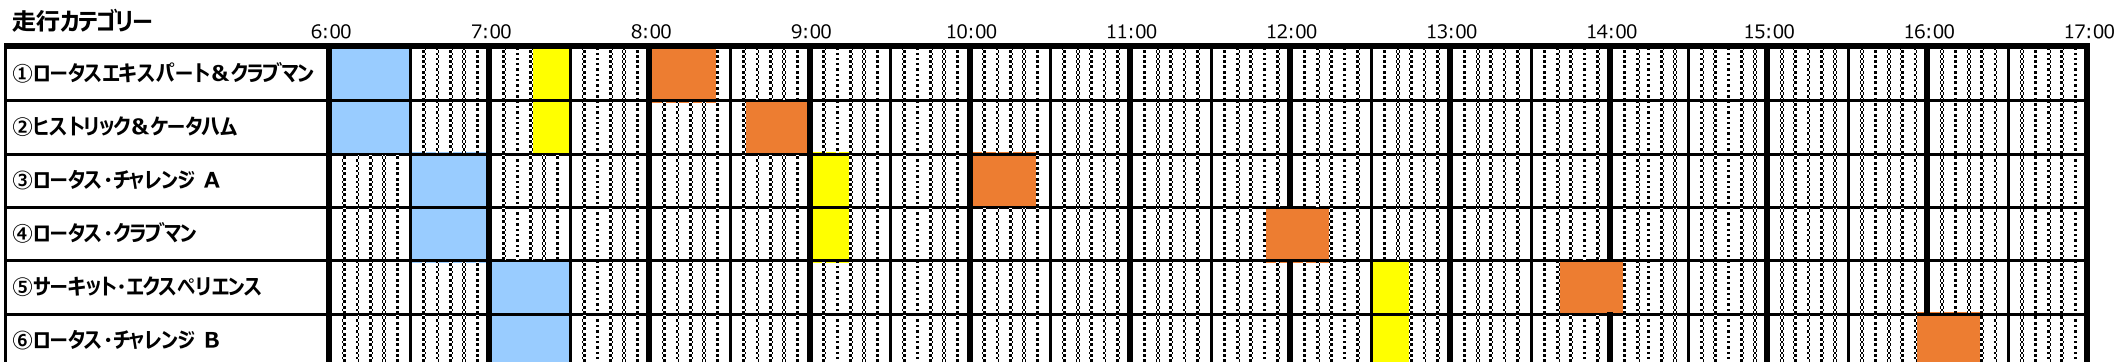 走行カテゴリー
6:00 7:00 8:00 9:00 10:00 11:00 12:00 13:00 14:00 15:00 16:00 17:00
①ロータスエキスパート&クラブマン
②ヒストリック&ケータハム
③ロータス・チャレンジ A
④ロータス・クラブマン
⑤サーキット・エクスペリエンス
⑥ロータス・チャレンジ B